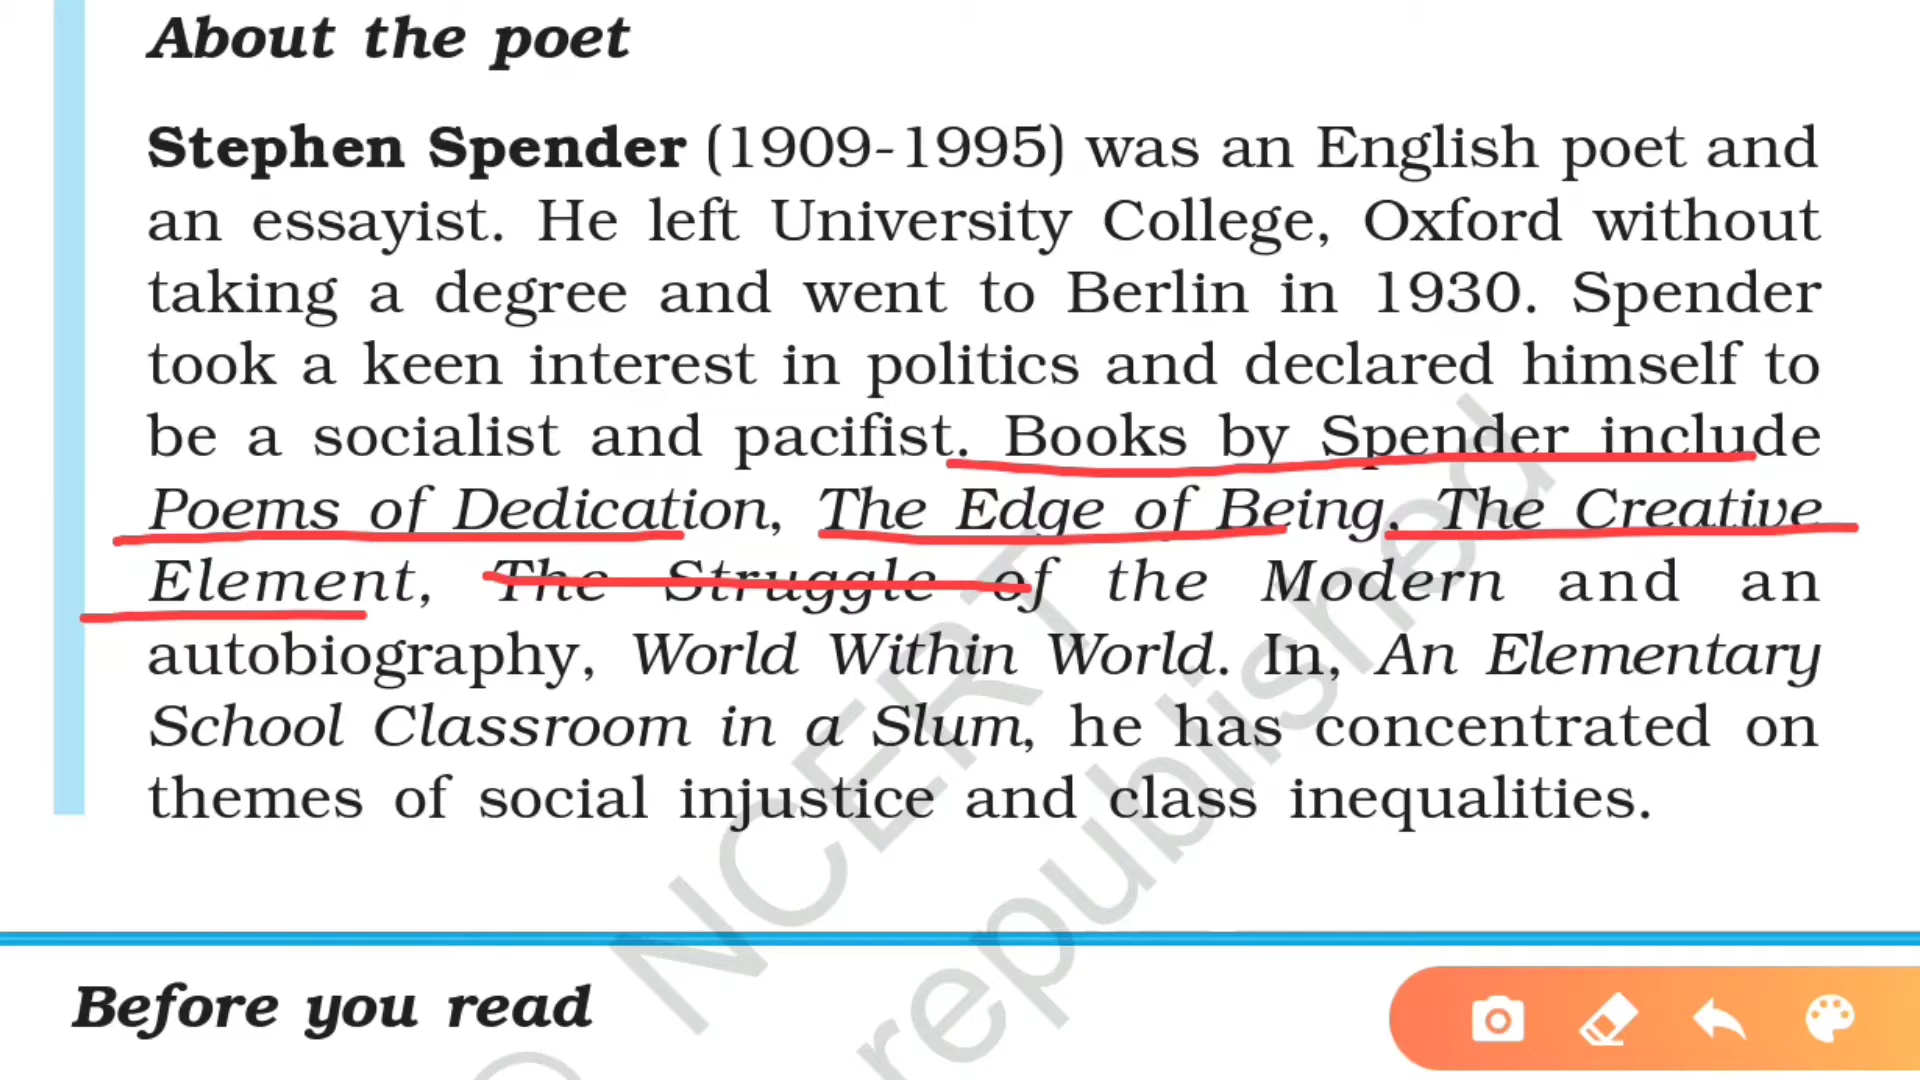 About the poet
Stephen Spender (1909-1995) was an English poet and
an essayist. He left University College, Oxford without
taking a degree and went to Berlin in 1930. Spender
took a keen interest in politics and declared himself to
be a socialist and pacifist. Books by Spender include
Poems of Dedication, The Edge of Being, The Creative
Element, The Struggle of the Modern and an
autobiography, World Within World. In, An Elementary
School Classroom in a Slum, he has concentrated on
themes of social injustice and class inequalities.
Before you read
© NCERT
republished